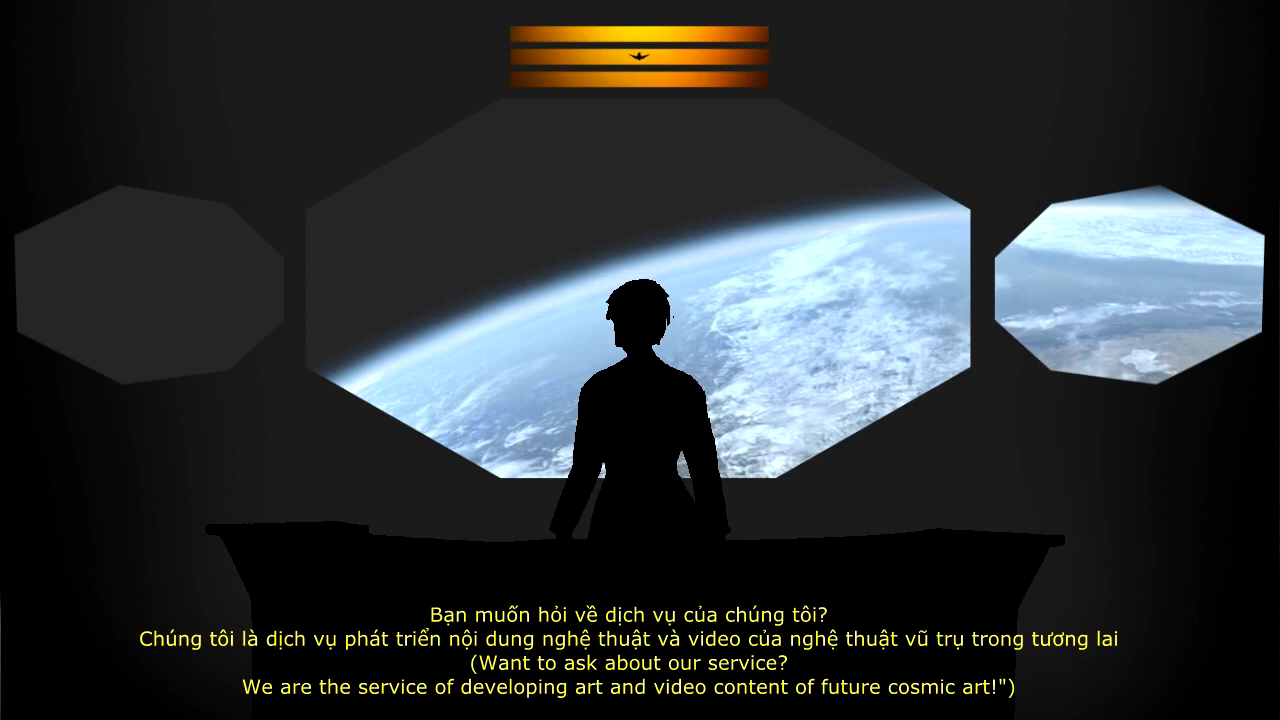 Bạn muốn hỏi về dịch vụ của chúng tôi?
Chúng tôi là dịch vụ phát triển nội dung nghệ thuật và video của nghệ thuật vũ trụ trong tương lai
(Want to ask about our service?
We are the service of developing art and video content of future cosmic art!")